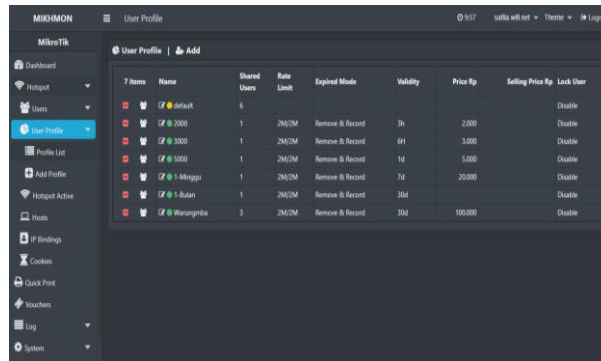 MIKHMON
User Profile
9:57
safila wifi.net
Theme
MikroTik
Dashboard
Hotspot
Users
User Profile
Profile List
Add Profile
Hotspot Active
Hosts
IP Bindings
Cookies
Quick Print
Vouchers
Log
System
User Profile | Add
7 items Name Shared Users Rate Limit Expired Mode Validity Price Rp Selling Price Rp Lock User
default 6 Disable
2000 1 2M/2M Remove & Record 3h 2,000 Disable
3000 1 2M/2M Remove & Record 6H 3,000 Disable
5000 1 2M/2M Remove & Record 1d 5,000 Disable
1-Minggu 1 2M/2M Remove & Record 7d 20,000 Disable
1-Bulan 1 2M/2M Remove & Record 30d Disable
Warungmba 3 2M/2M Remove & Record 30d 100,000 Disable